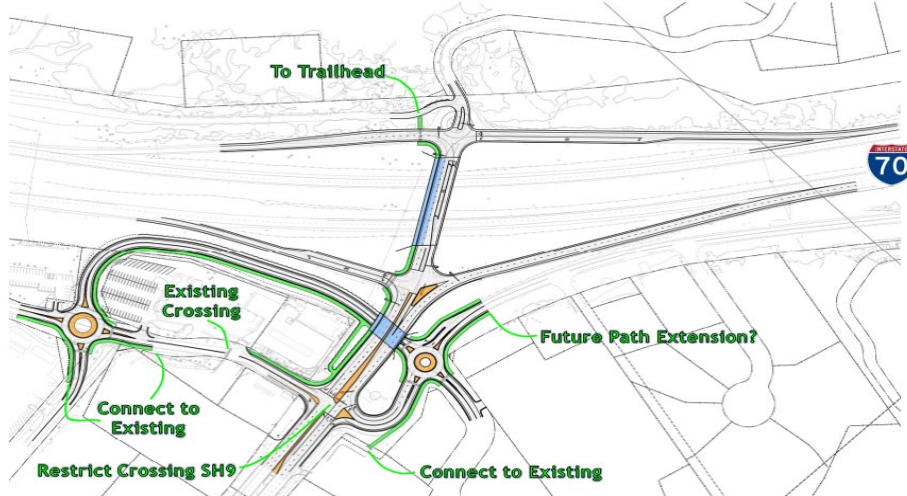 To Trailhead
INTERSTATE
70
Existing
Crossing
Future Path Extension?
Connect to
Existing
Restrict Crossing SH9
Connect to Existing